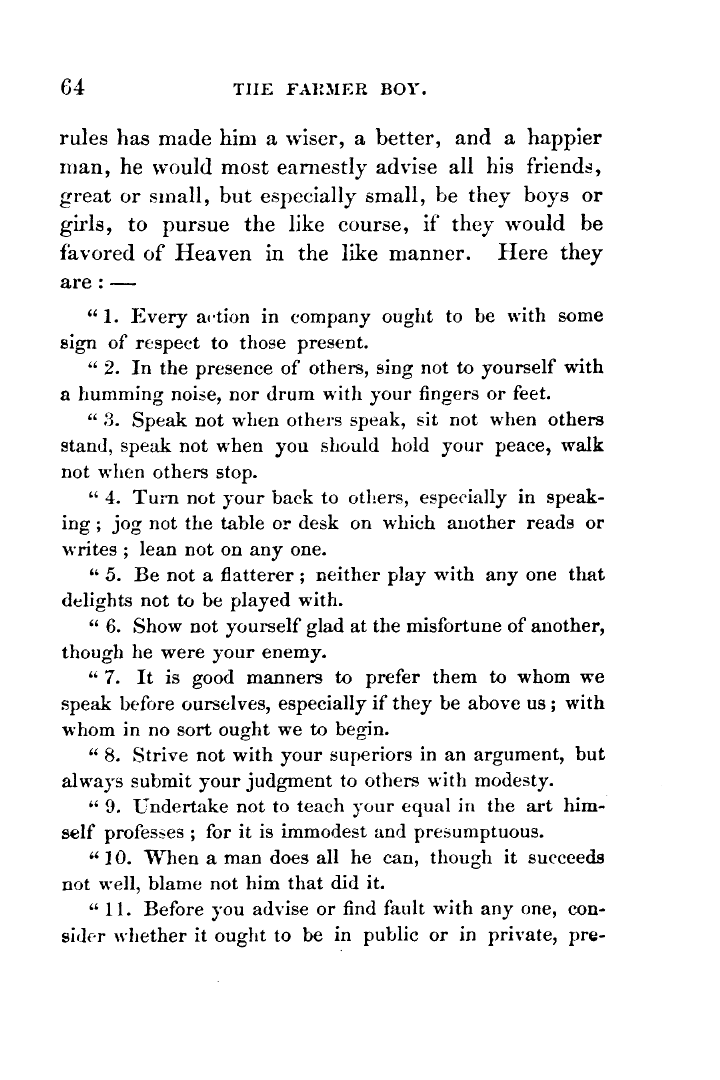 64 THE FARMER BOY.
rules has made him a wiser, a better, and a happier
man, he would most earnestly advise all his friends,
great or small, but especially small, be they boys or
girls, to pursue the like course, if they would be
favored of Heaven in the like manner. Here they
are : —
“ 1. Every action in company ought to be with some
sign of respect to those present.
“ 2. In the presence of others, sing not to yourself with
a humming noise, nor drum with your fingers or feet.
“ 3. Speak not when others speak, sit not when others
stand, speak not when you should hold your peace, walk
not when others stop.
“ 4. Turn not your back to others, especially in speak-
ing ; jog not the table or desk on which another reads or
writes ; lean not on any one.
“ 5. Be not a flatterer ; neither play with any one that
delights not to be played with.
“ 6. Show not yourself glad at the misfortune of another,
though he were your enemy.
“ 7. It is good manners to prefer them to whom we
speak before ourselves, especially if they be above us ; with
whom in no sort ought we to begin.
“ 8. Strive not with your superiors in an argument, but
always submit your judgment to others with modesty.
“ 9. Undertake not to teach your equal in the art him-
self professes ; for it is immodest and presumptuous.
“ 10. When a man does all he can, though it succeeds
not well, blame not him that did it.
“ 11. Before you advise or find fault with any one, con-
sider whether it ought to be in public or in private, pre-